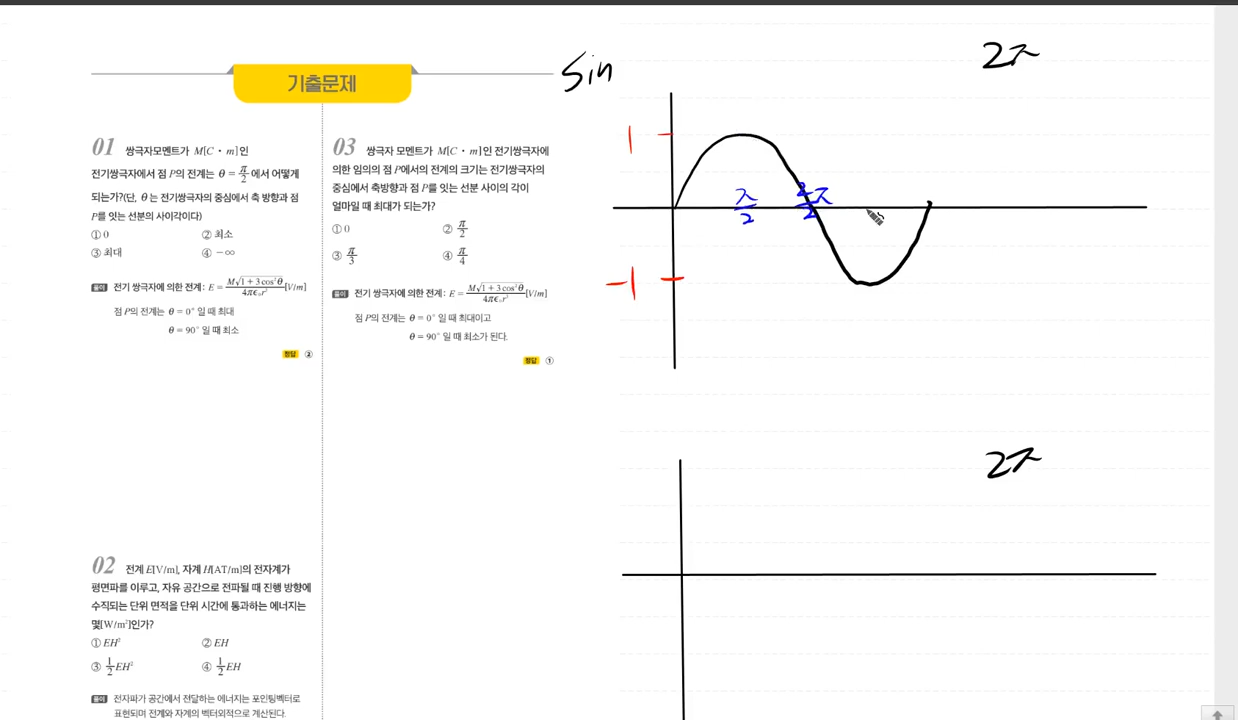 기출문제
01 쌍극자모멘트가 M[C・m]인
전기쌍극자에서 점 P의 전계는 θ = π/2 에서 어떻게
되는가?(단, θ는 전기쌍극자의 중심에서 축 방향과 점
P를 잇는 선분의 사이각이다)
① 0 ② 최소
③ 최대 ④ -∞
풀이 전기 쌍극자에 의한 전계 : E = M√(1+3cos²θ)/4πε₀r³ [V/m]
점 P의 전계는 θ = 0° 일 때 최대
θ = 90° 일 때 최소
정답 ②
02 전계 E[V/m], 자계 H[AT/m]의 전자계가
평면파를 이루고, 자유 공간으로 전파될 때 진행 방향에
수직되는 단위 면적을 단위 시간에 통과하는 에너지는
몇[W/m²]인가?
① EH² ② EH
③ 1/2 EH² ④ 1/2 EH
풀이 전자파가 공간에서 전달하는 에너지는 포인팅벡터로
표현되며 전계와 자계의 벡터외적으로 계산된다.
03 쌍극자 모멘트가 M[C・m]인 전기쌍극자에
의한 임의의 점 P에서의 전계의 크기는 전기쌍극자의
중심에서 축방향과 점 P를 잇는 선분 사이의 각이
얼마일 때 최대가 되는가?
① 0 ② π/2
③ π/3 ④ π/4
풀이 전기 쌍극자에 의한 전계 : E = M√(1+3cos²θ)/4πε₀r³ [V/m]
점 P의 전계는 θ = 0° 일 때 최대이고
θ = 90° 일 때 최소가 된다.
정답 ①
sin
2π
1
π/2
2/2 π
-1
2π